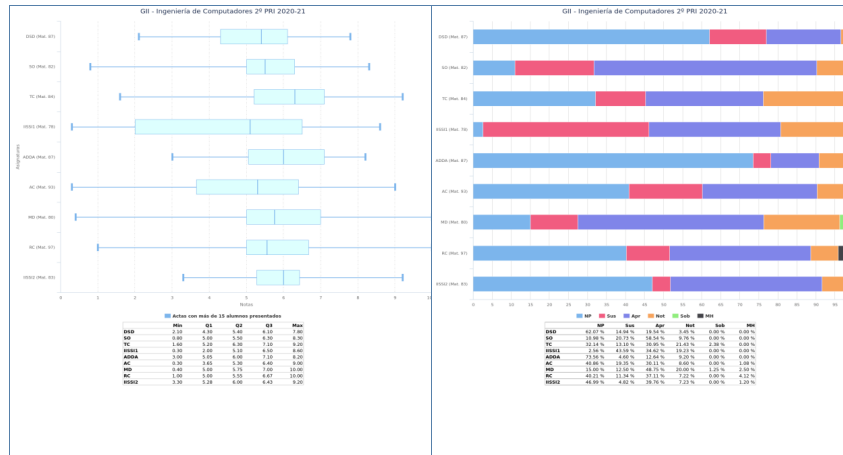 GII - Ingeniería de Computadores 2º PRI 2020-21
DSD (Mat. 87)
SO (Mat. 82)
TC (Mat. 84)
IISSI1 (Mat. 78)
ADDA (Mat. 87)
AC (Mat. 93)
MD (Mat. 80)
RC (Mat. 97)
IISSI2 (Mat. 83)
Asignaturas
0 1 2 3 4 5 6 7 8 9
Notas
Actas con más de 15 alumnos presentados
Min Q1 Q2 Q3 Max
DSD 2.10 4.30 5.40 6.10 7.80
SO 0.80 5.00 5.50 6.30 8.30
TC 1.60 5.20 6.30 7.10 9.20
IISSI1 0.30 2.00 5.10 6.50 8.60
ADDA 3.00 5.05 6.00 7.10 8.20
AC 0.30 3.65 5.30 6.40 9.00
MD 0.40 5.00 5.75 7.00 10.00
RC 1.00 5.00 5.55 6.67 10.00
IISSI2 3.30 5.28 6.00 6.43 9.20
GII - Ingeniería de Computadores 2º PRI 2020-21
DSD (Mat. 87)
SO (Mat. 82)
TC (Mat. 84)
IISSI1 (Mat. 78)
ADDA (Mat. 87)
AC (Mat. 93)
MD (Mat. 80)
RC (Mat. 97)
IISSI2 (Mat. 83)
0 5 10 15 20 25 30 35 40 45 50 55 60 65 70 75 80 85 90 95
NP Sus Apr Not Sob MH
NP Sus Apr Not Sob MH
DSD 62.07 % 14.94 % 19.54 % 3.45 % 0.00 % 0.00 %
SO 10.98 % 20.73 % 58.54 % 9.76 % 0.00 % 0.00 %
TC 32.14 % 13.10 % 30.95 % 21.43 % 2.38 % 0.00 %
IISSI1 2.56 % 43.59 % 34.62 % 19.23 % 0.00 % 0.00 %
ADDA 73.56 % 4.60 % 12.64 % 9.20 % 0.00 % 0.00 %
AC 40.86 % 19.35 % 30.11 % 8.60 % 0.00 % 1.08 %
MD 15.00 % 12.50 % 48.75 % 20.00 % 1.25 % 2.50 %
RC 40.21 % 11.34 % 37.11 % 7.22 % 0.00 % 4.12 %
IISSI2 46.99 % 4.82 % 39.76 % 7.23 % 0.00 % 1.20 %